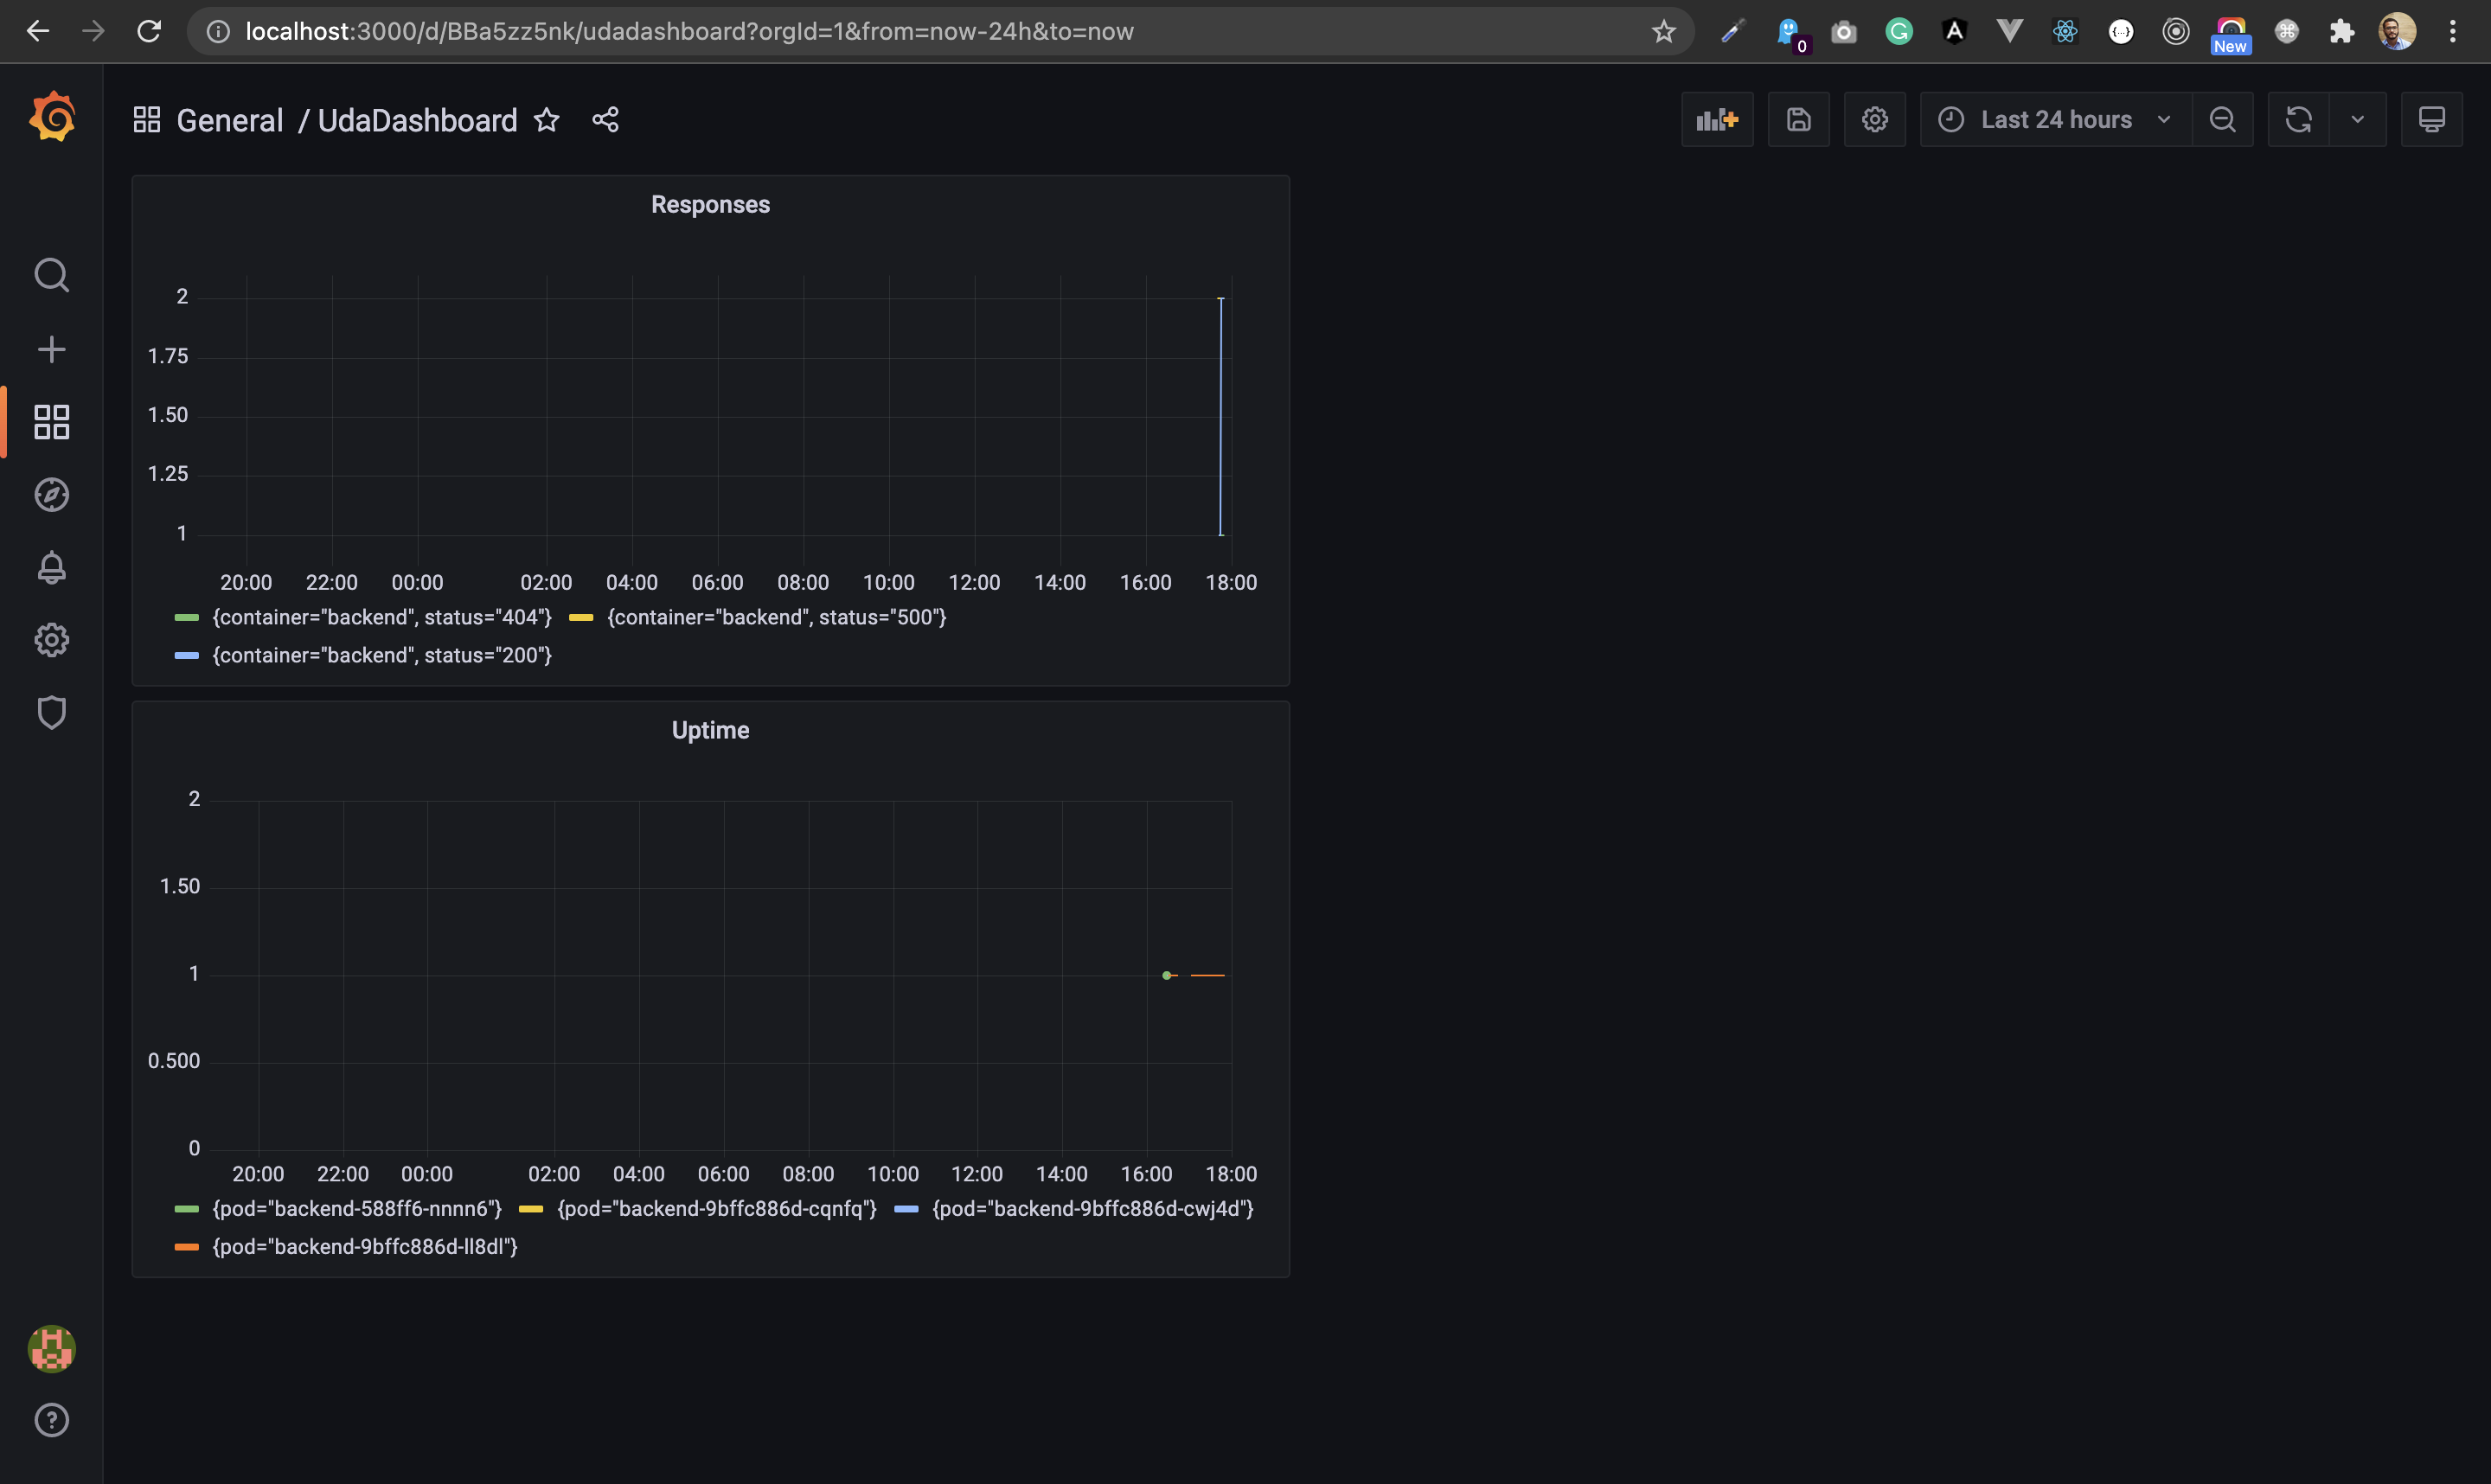 localhost:3000/d/BBa5zz5nk/udadashboard?orgId=1&from=now-24h&to=now
0
New
General / UdaDashboard
Last 24 hours
Responses
2
1.75
1.50
1.25
1
20:00 22:00 00:00 02:00 04:00 06:00 08:00 10:00 12:00 14:00 16:00 18:00
{container="backend", status="404"} {container="backend", status="500"}
{container="backend", status="200"}
Uptime
2
1.50
1
0.500
0
20:00 22:00 00:00 02:00 04:00 06:00 08:00 10:00 12:00 14:00 16:00 18:00
{pod="backend-588ff6-nnnn6"} {pod="backend-9bffc886d-cqnfq"} {pod="backend-9bffc886d-cwj4d"}
{pod="backend-9bffc886d-ll8dl"}